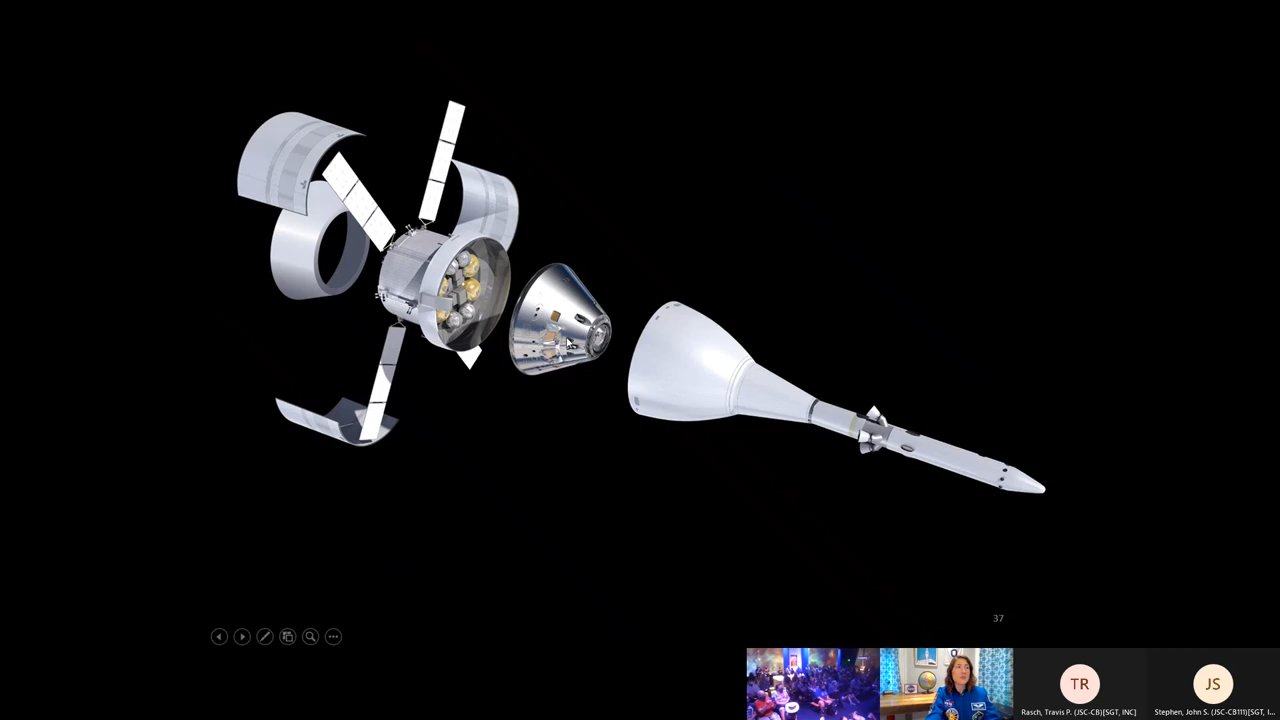 37
TR
JS
Rasch, Travis P. (JSC-CB)[SGT, INC]
Stephen, John S. (JSC-CB111)[SGT, I...